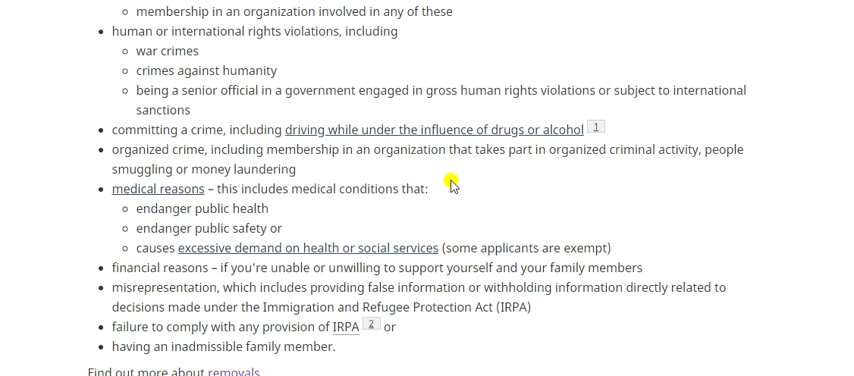 membership in an organization involved in any of these
human or international rights violations, including
war crimes
crimes against humanity
being a senior official in a government engaged in gross human rights violations or subject to international
sanctions
committing a crime, including driving while under the influence of drugs or alcohol 1
organized crime, including membership in an organization that takes part in organized criminal activity, people
smuggling or money laundering
medical reasons – this includes medical conditions that:
endanger public health
endanger public safety or
causes excessive demand on health or social services (some applicants are exempt)
financial reasons – if you're unable or unwilling to support yourself and your family members
misrepresentation, which includes providing false information or withholding information directly related to
decisions made under the Immigration and Refugee Protection Act (IRPA)
failure to comply with any provision of IRPA 2 or
having an inadmissible family member.
Find out more about removals